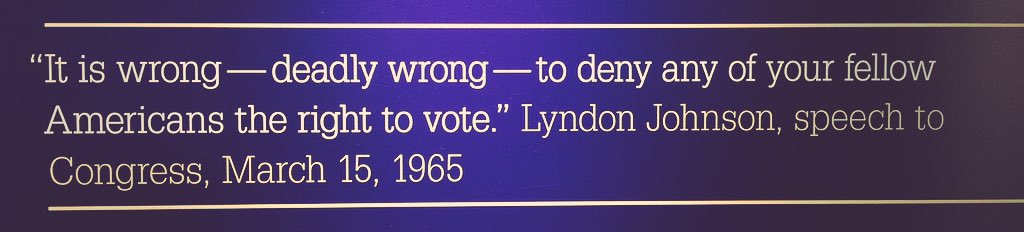 “It is wrong — deadly wrong — to deny any of your fellow
Americans the right to vote.” Lyndon Johnson, speech to
Congress, March 15, 1965